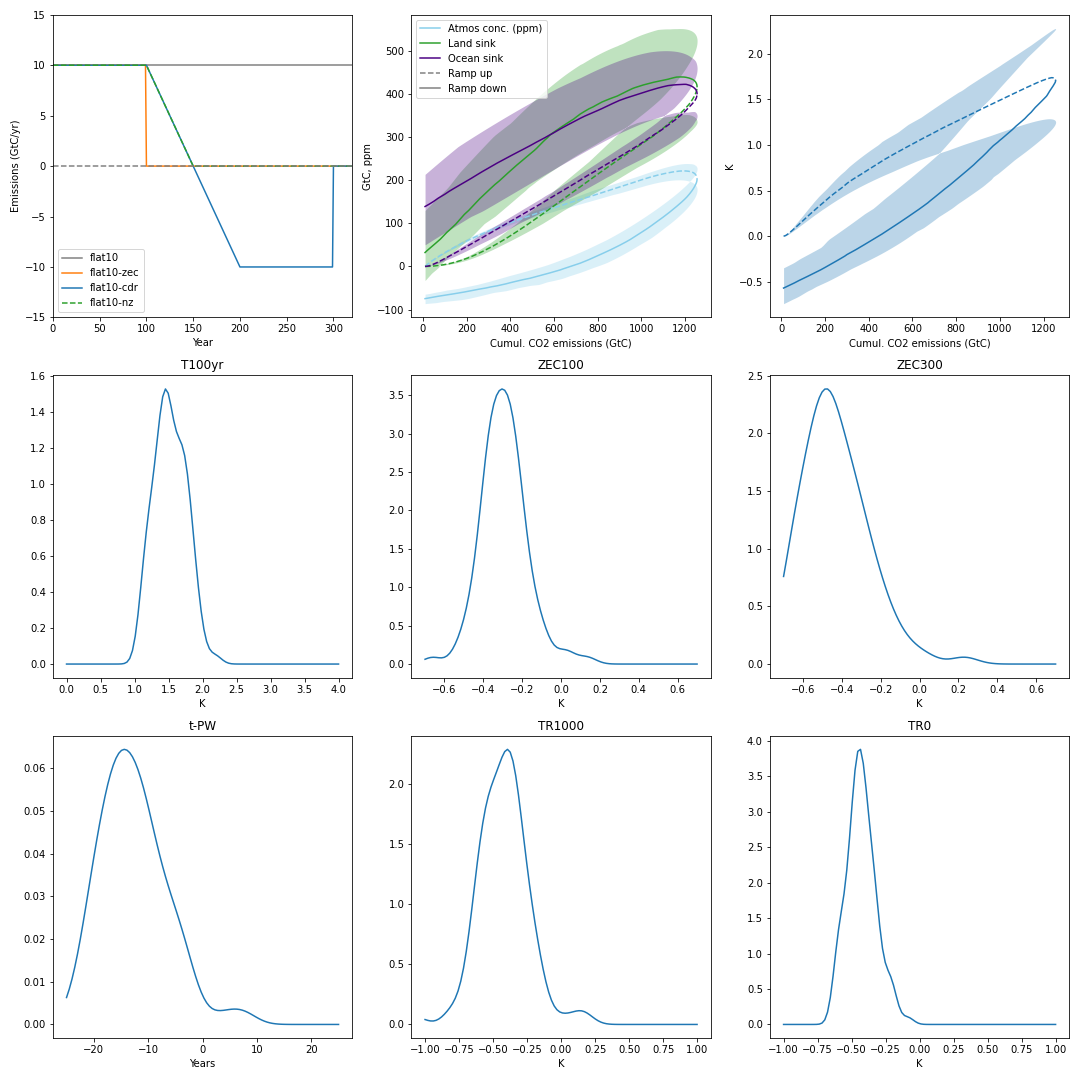 15
10
5
0
−5
−10
−15
0 50 100 150 200 250 300
Emissions (GtC/yr)
Year
flat10
flat10-zec
flat10-cdr
flat10-nz
500
400
300
200
100
0
−100
0 200 400 600 800 1000 1200
GtC, ppm
Cumul. CO2 emissions (GtC)
Atmos conc. (ppm)
Land sink
Ocean sink
Ramp up
Ramp down
2.0
1.5
1.0
0.5
0.0
−0.5
0 200 400 600 800 1000 1200
K
Cumul. CO2 emissions (GtC)
T100yr
1.6
1.4
1.2
1.0
0.8
0.6
0.4
0.2
0.0
0.0 0.5 1.0 1.5 2.0 2.5 3.0 3.5 4.0
K
ZEC100
3.5
3.0
2.5
2.0
1.5
1.0
0.5
0.0
−0.6 −0.4 −0.2 0.0 0.2 0.4 0.6
K
ZEC300
2.5
2.0
1.5
1.0
0.5
0.0
−0.6 −0.4 −0.2 0.0 0.2 0.4 0.6
K
t-PW
0.06
0.05
0.04
0.03
0.02
0.01
0.00
−20 −10 0 10 20
Years
TR1000
2.0
1.5
1.0
0.5
0.0
−1.00 −0.75 −0.50 −0.25 0.00 0.25 0.50 0.75 1.00
K
TR0
4.0
3.5
3.0
2.5
2.0
1.5
1.0
0.5
0.0
−1.00 −0.75 −0.50 −0.25 0.00 0.25 0.50 0.75 1.00
K